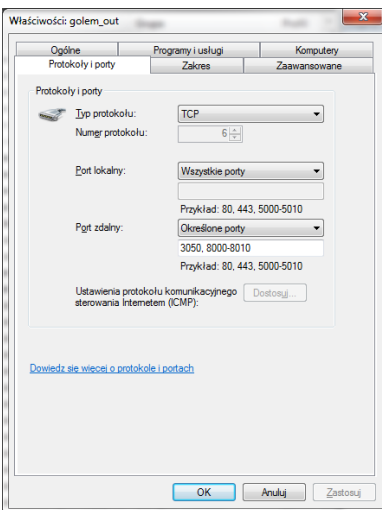 Właściwości: golem_out
Ogólne Programy i usługi Komputery
Protokoły i porty Zakres Zaawansowane
Protokoły i porty
Typ protokołu: TCP
Numer protokołu: 6
Port lokalny: Wszystkie porty
Przykład: 80, 443, 5000-5010
Port zdalny: Określone porty
3050, 8000-8010
Przykład: 80, 443, 5000-5010
Ustawienia protokołu komunikacyjnego Dostosuj...
sterowania Internetem (ICMP):
Dowiedz się więcej o protokole i portach
OK Anuluj Zastosuj